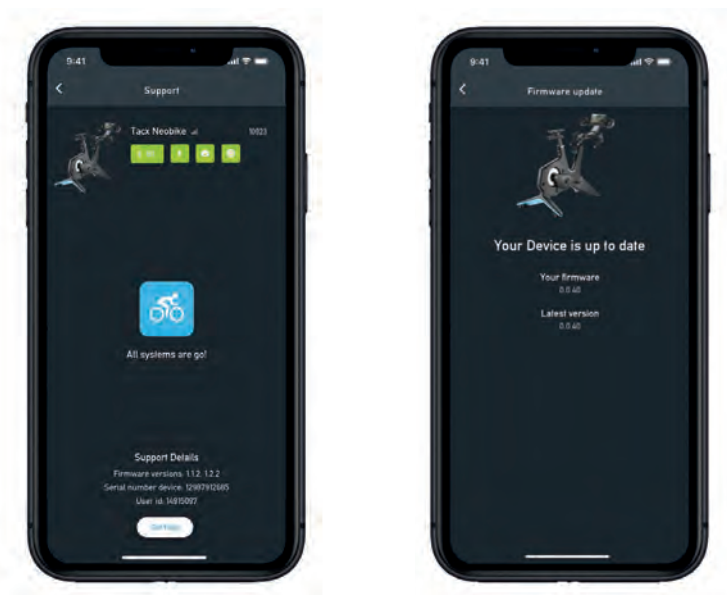 9:41
Support
Tacx Neobike
10023
All systems are go!
Support Details
Firmware versions: 1.1.2, 1.2.2
Serial number device: 12987912685
User id: 14915097
9:41
Firmware update
Your Device is up to date
Your firmware
0.0.40
Latest version
0.0.40